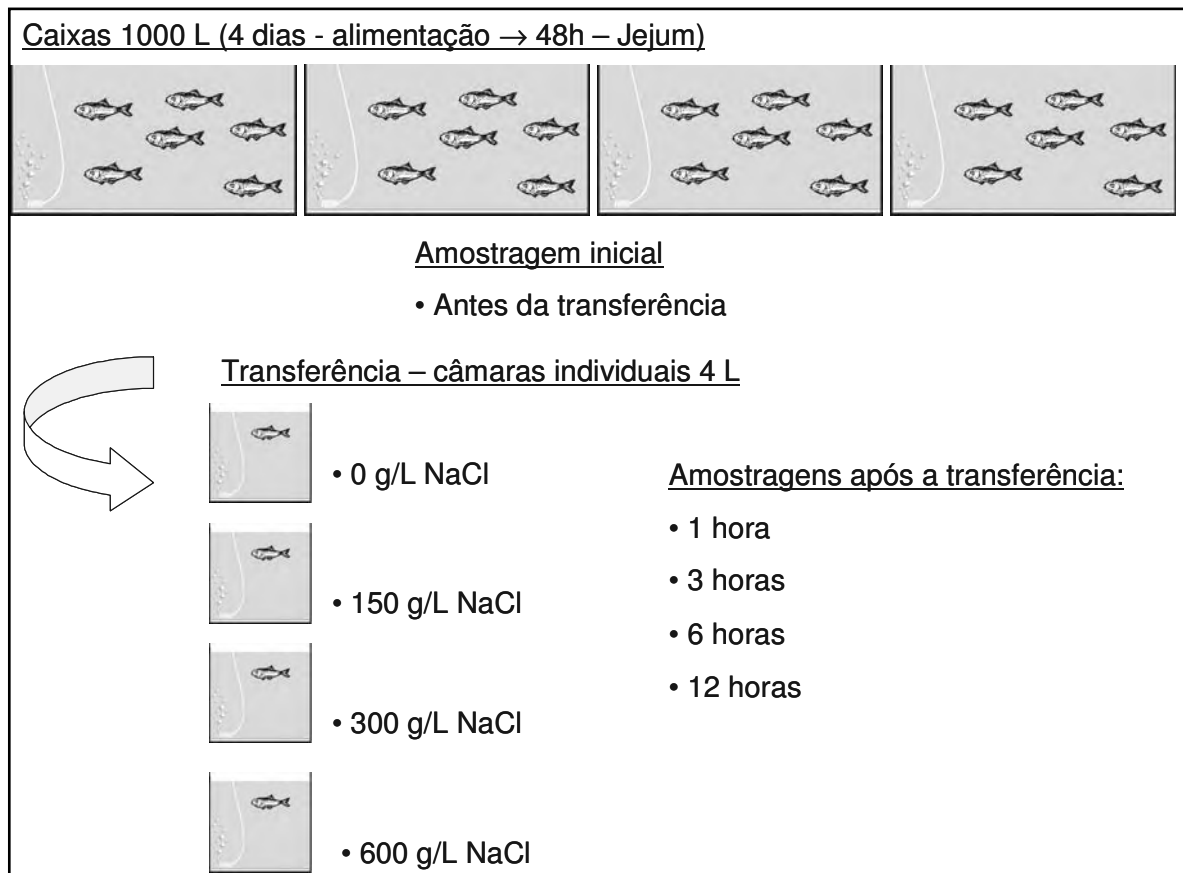 Caixas 1000 L (4 dias - alimentação → 48h – Jejum)
Amostragem inicial
• Antes da transferência
Transferência – câmaras individuais 4 L
• 0 g/L NaCl
• 150 g/L NaCl
• 300 g/L NaCl
• 600 g/L NaCl
Amostragens após a transferência:
• 1 hora
• 3 horas
• 6 horas
• 12 horas